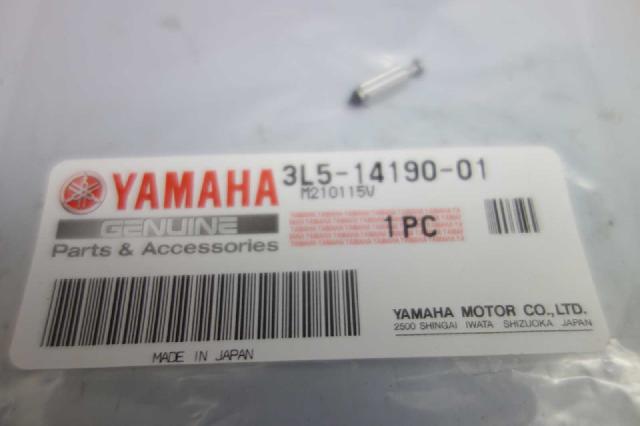 YAMAHA 3L5-14190-01
M210115V
GENUINE
Parts & Accessories
1PC
YAMAHA MOTOR CO.,LTD.
2500 SHINGAI IWATA SHIZUOKA JAPAN
MADE IN JAPAN